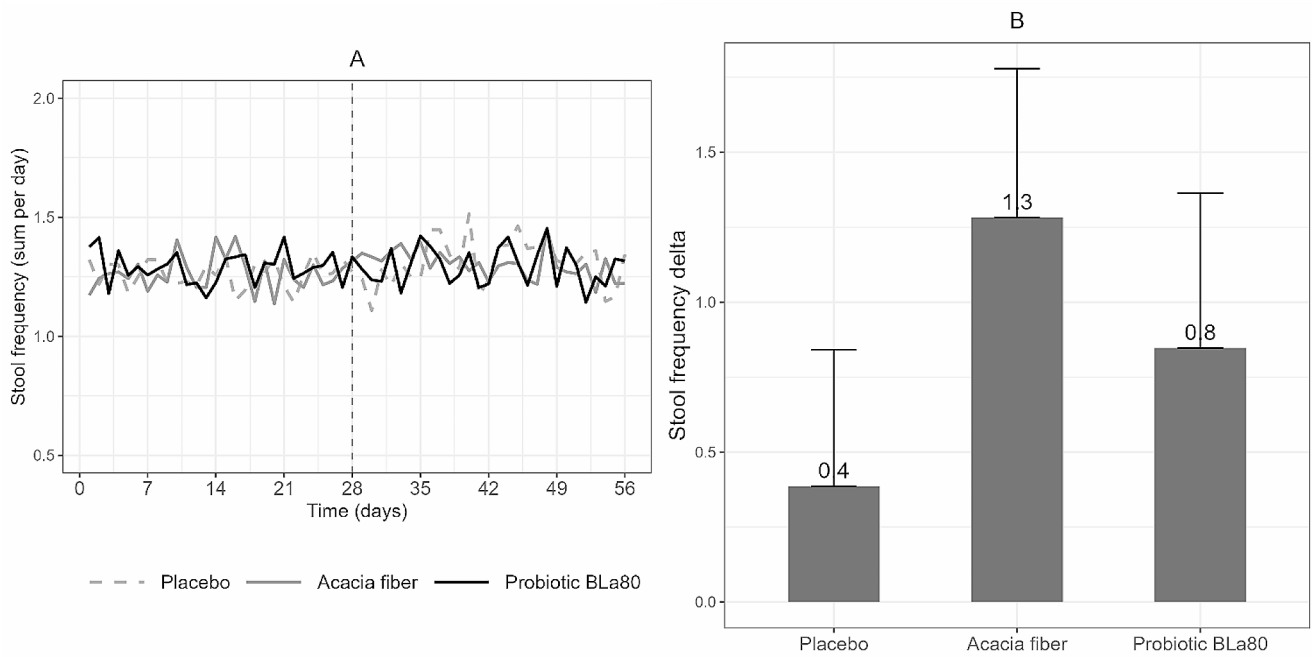 A
Stool frequency (sum per day)
2.0
1.5
1.0
0.5
0 7 14 21 28 35 42 49 56
Time (days)
Placebo Acacia fiber Probiotic BLa80
B
Stool frequency delta
1.5
1.0
0.5
0.0
0.4
1.3
0.8
Placebo Acacia fiber Probiotic BLa80